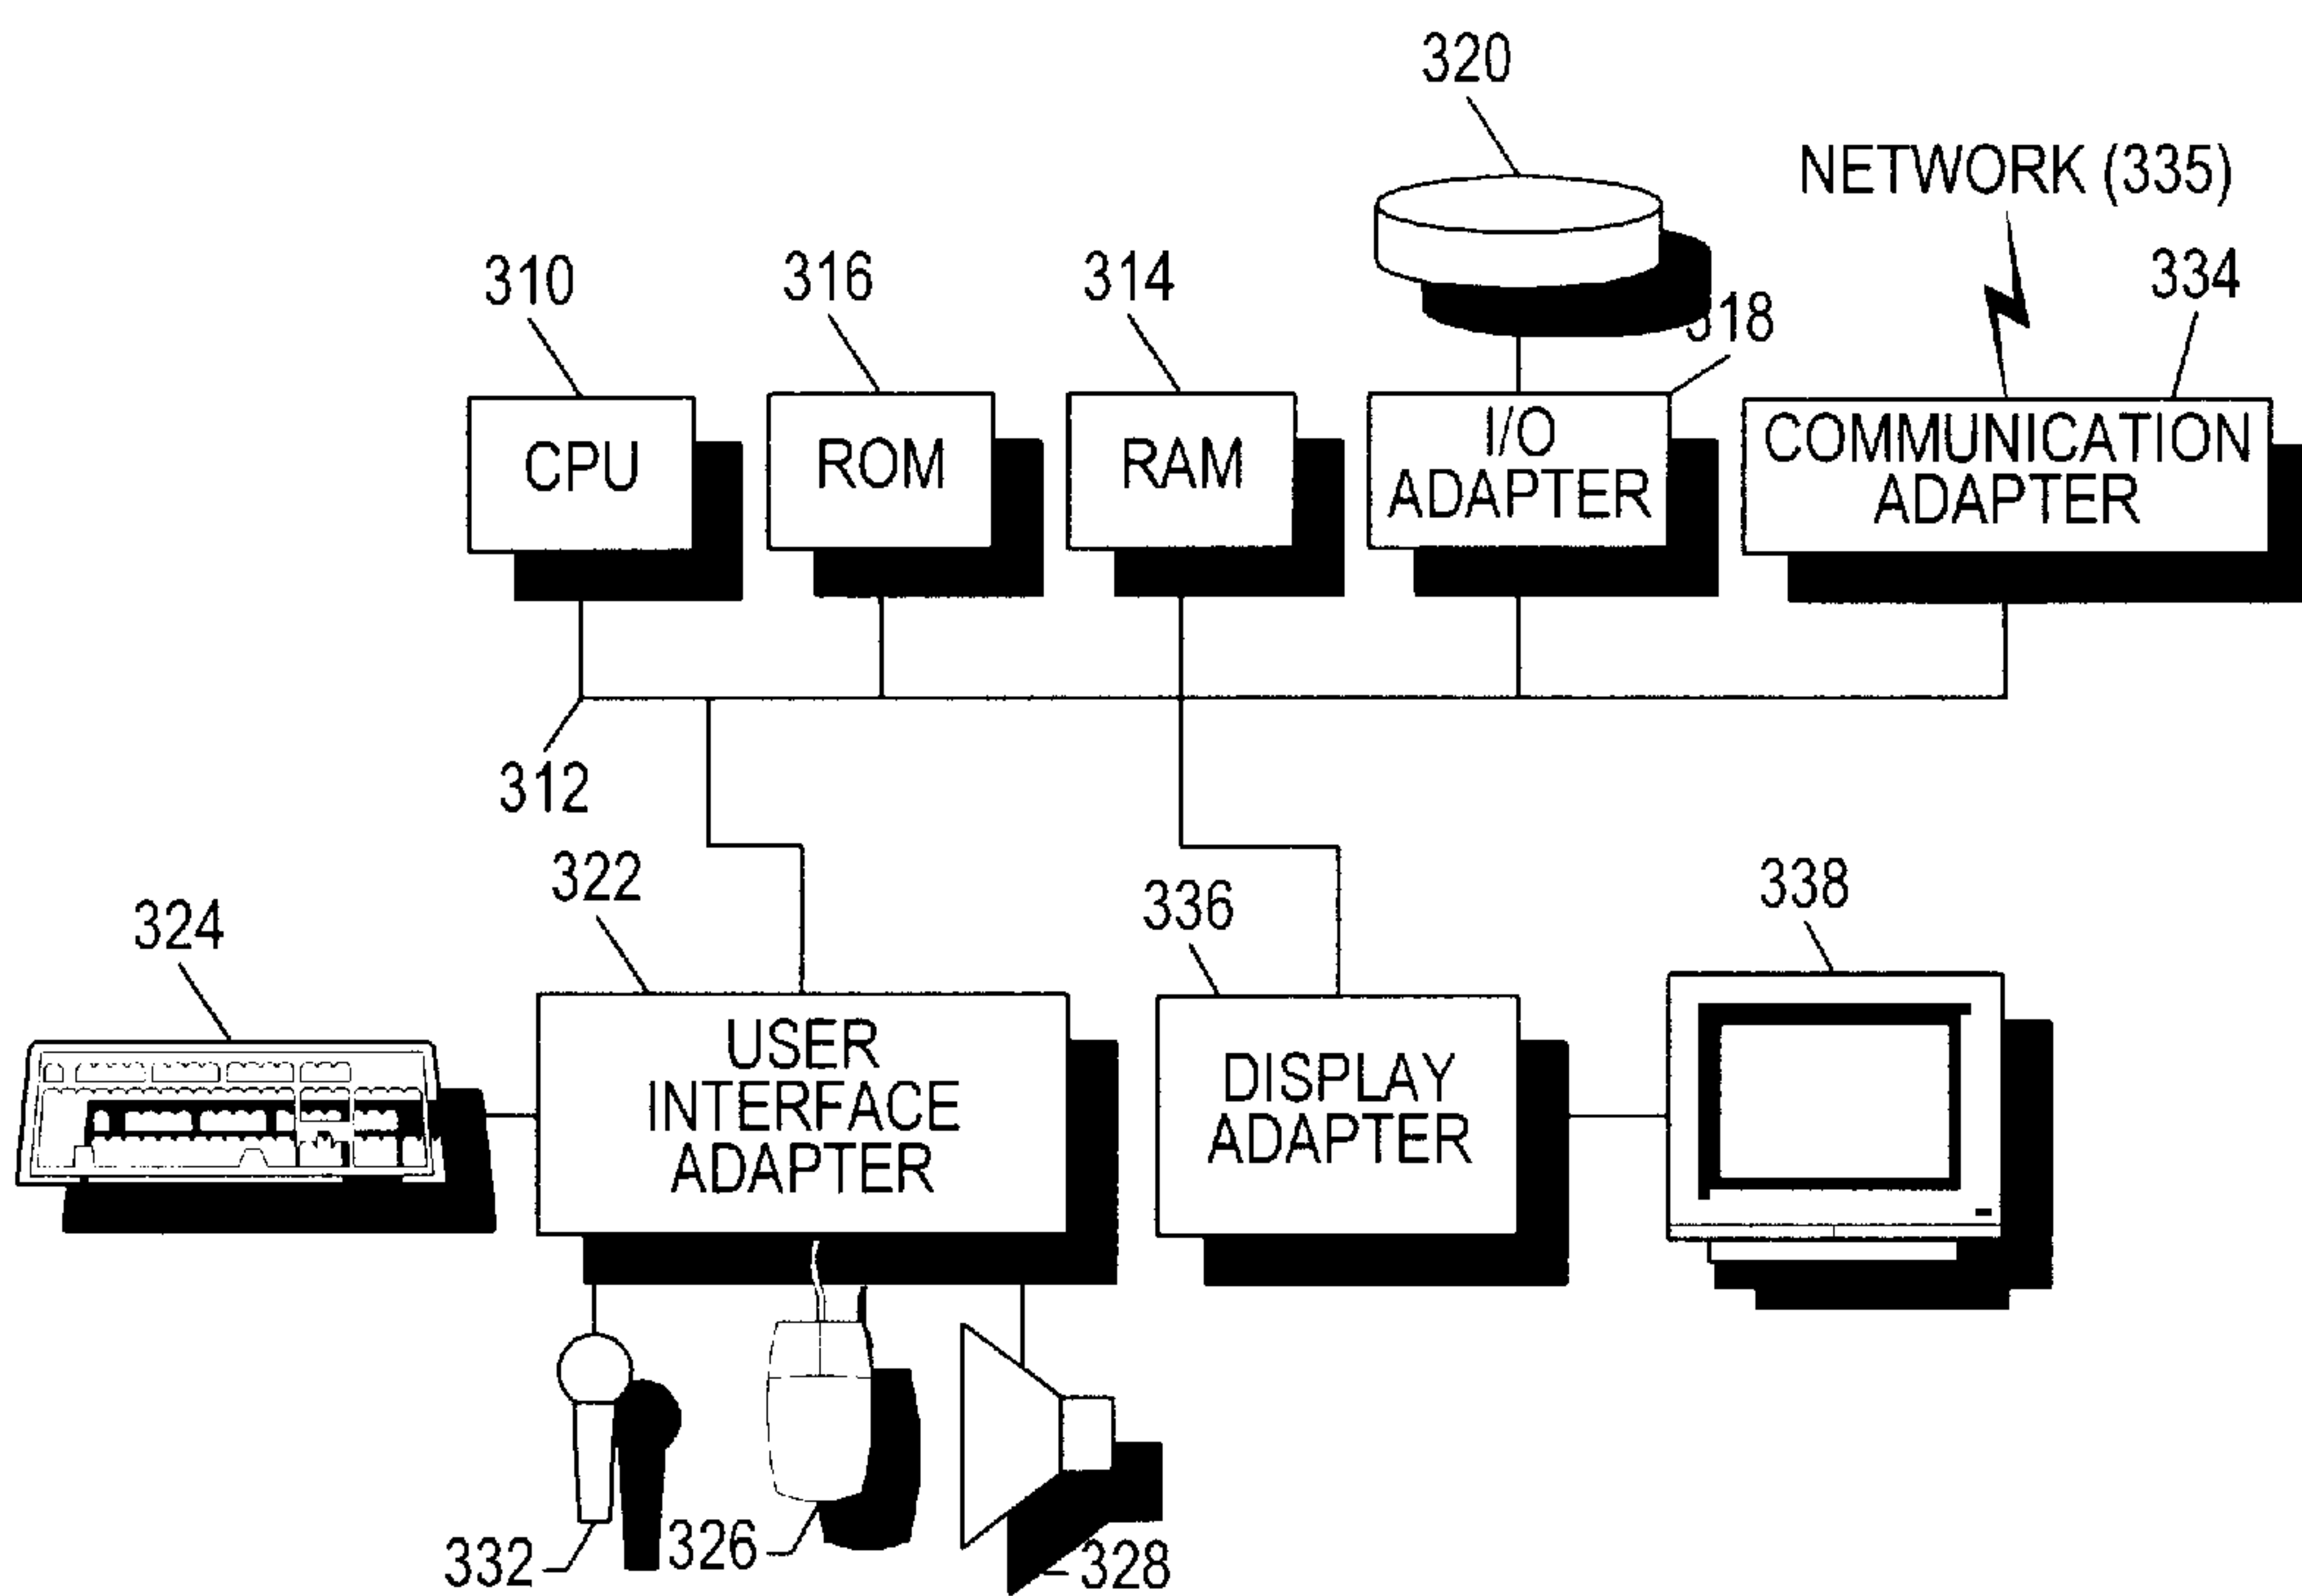 320
NETWORK (335)
310
316
314
318
334
CPU
ROM
RAM
I/O
ADAPTER
COMMUNICATION
ADAPTER
312
322
336
338
324
USER
INTERFACE
ADAPTER
DISPLAY
ADAPTER
332
326
328